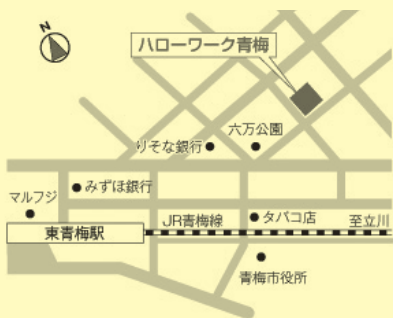 N
ハローワーク青梅
六万公園
りそな銀行
みずほ銀行
マルフジ
JR青梅線
タバコ店
至立川
東青梅駅
青梅市役所